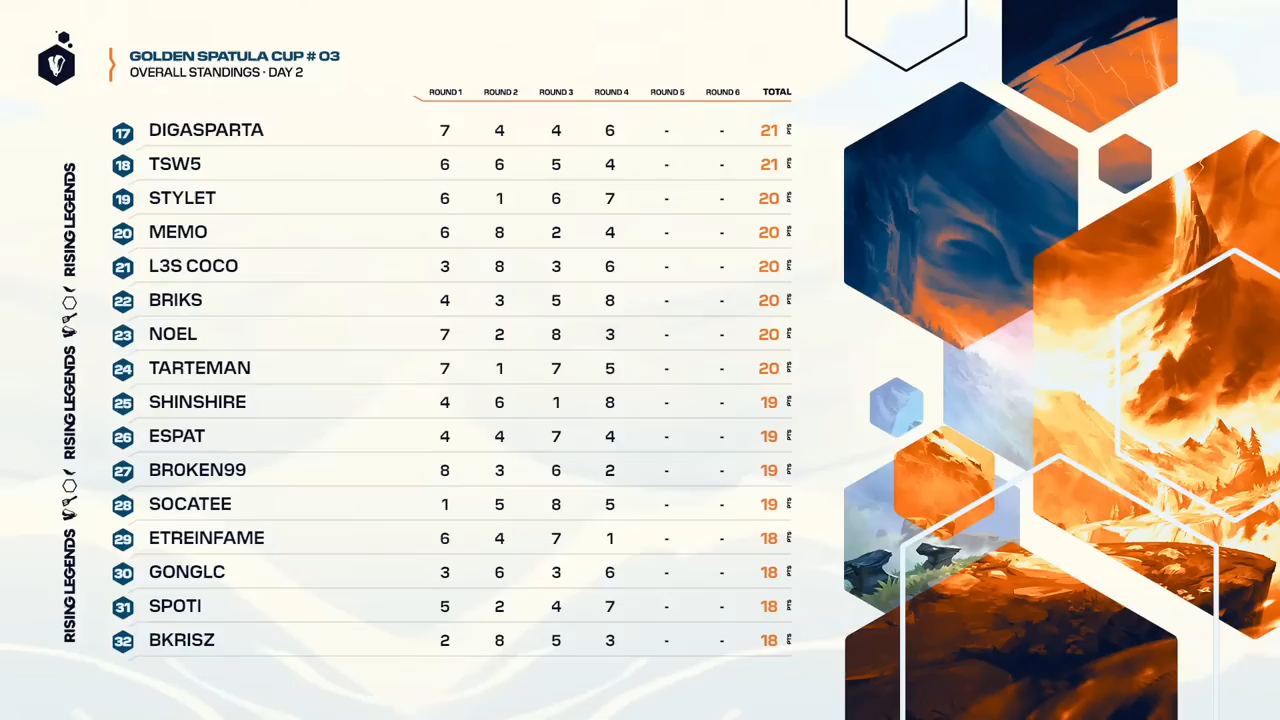 GOLDEN SPATULA CUP # 03
OVERALL STANDINGS · DAY 2
ROUND 1 ROUND 2 ROUND 3 ROUND 4 ROUND 5 ROUND 6 TOTAL
17 DIGASPARTA 7 4 4 6 - - 21 PTS
18 TSW5 6 6 5 4 - - 21 PTS
19 STYLET 6 1 6 7 - - 20 PTS
20 MEMO 6 8 2 4 - - 20 PTS
21 L3S COCO 3 8 3 6 - - 20 PTS
22 BRIKS 4 3 5 8 - - 20 PTS
23 NOEL 7 2 8 3 - - 20 PTS
24 TARTEMAN 7 1 7 5 - - 20 PTS
25 SHINSHIRE 4 6 1 8 - - 19 PTS
26 ESPAT 4 4 7 4 - - 19 PTS
27 BROKEN99 8 3 6 2 - - 19 PTS
28 SOCATEE 1 5 8 5 - - 19 PTS
29 ETREINFAME 6 4 7 1 - - 18 PTS
30 GONGLC 3 6 3 6 - - 18 PTS
31 SPOTI 5 2 4 7 - - 18 PTS
32 BKRISZ 2 8 5 3 - - 18 PTS
RISING LEGENDS RISING LEGENDS RISING LEGENDS